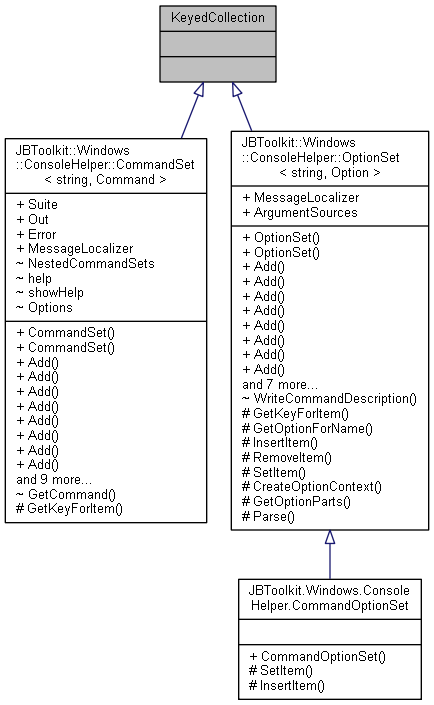 KeyedCollection
JBToolkit::Windows
::ConsoleHelper::CommandSet
< string, Command >
+ Suite
+ Out
+ Error
+ MessageLocalizer
~ NestedCommandSets
~ help
~ showHelp
~ Options
+ CommandSet()
+ CommandSet()
+ Add()
+ Add()
+ Add()
+ Add()
+ Add()
+ Add()
+ Add()
+ Add()
and 9 more...
~ GetCommand()
# GetKeyForItem()
JBToolkit::Windows
::ConsoleHelper::OptionSet
< string, Option >
+ MessageLocalizer
+ ArgumentSources
+ OptionSet()
+ OptionSet()
+ Add()
+ Add()
+ Add()
+ Add()
+ Add()
+ Add()
+ Add()
+ Add()
and 7 more...
~ WriteCommandDescription()
# GetKeyForItem()
# GetOptionForName()
# InsertItem()
# RemoveItem()
# SetItem()
# CreateOptionContext()
# GetOptionParts()
# Parse()
JBToolkit.Windows.Console
Helper.CommandOptionSet
+ CommandOptionSet()
# SetItem()
# InsertItem()